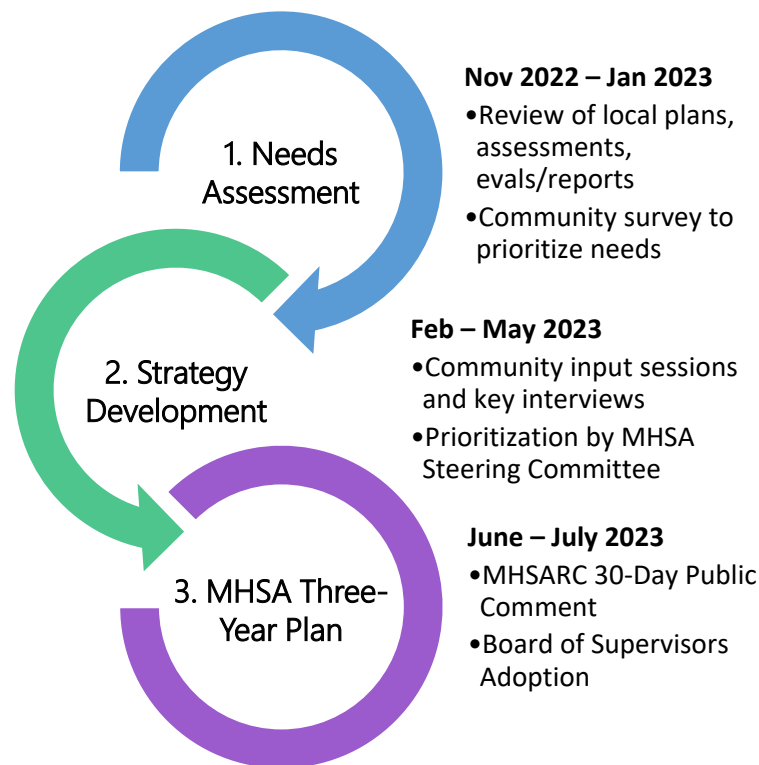 1. Needs
Assessment
Nov 2022 – Jan 2023
•Review of local plans,
assessments,
evals/reports
•Community survey to
prioritize needs
2. Strategy
Development
Feb – May 2023
•Community input sessions
and key interviews
•Prioritization by MHSA
Steering Committee
3. MHSA Three-
Year Plan
June – July 2023
•MHSARC 30-Day Public
Comment
•Board of Supervisors
Adoption